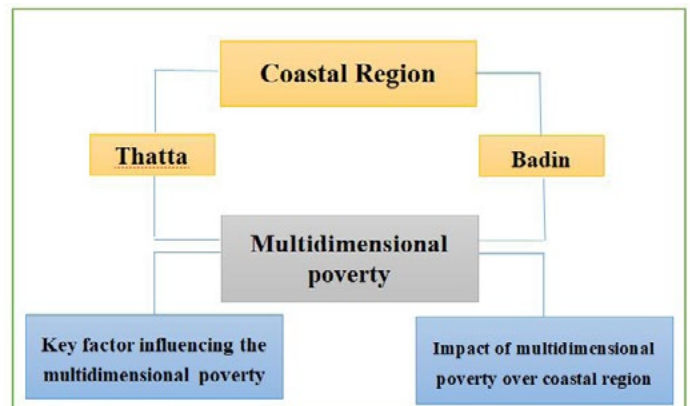 Coastal Region
Thatta
Badin
Multidimensional
poverty
Key factor influencing the
multidimensional poverty
Impact of multidimensional
poverty over coastal region